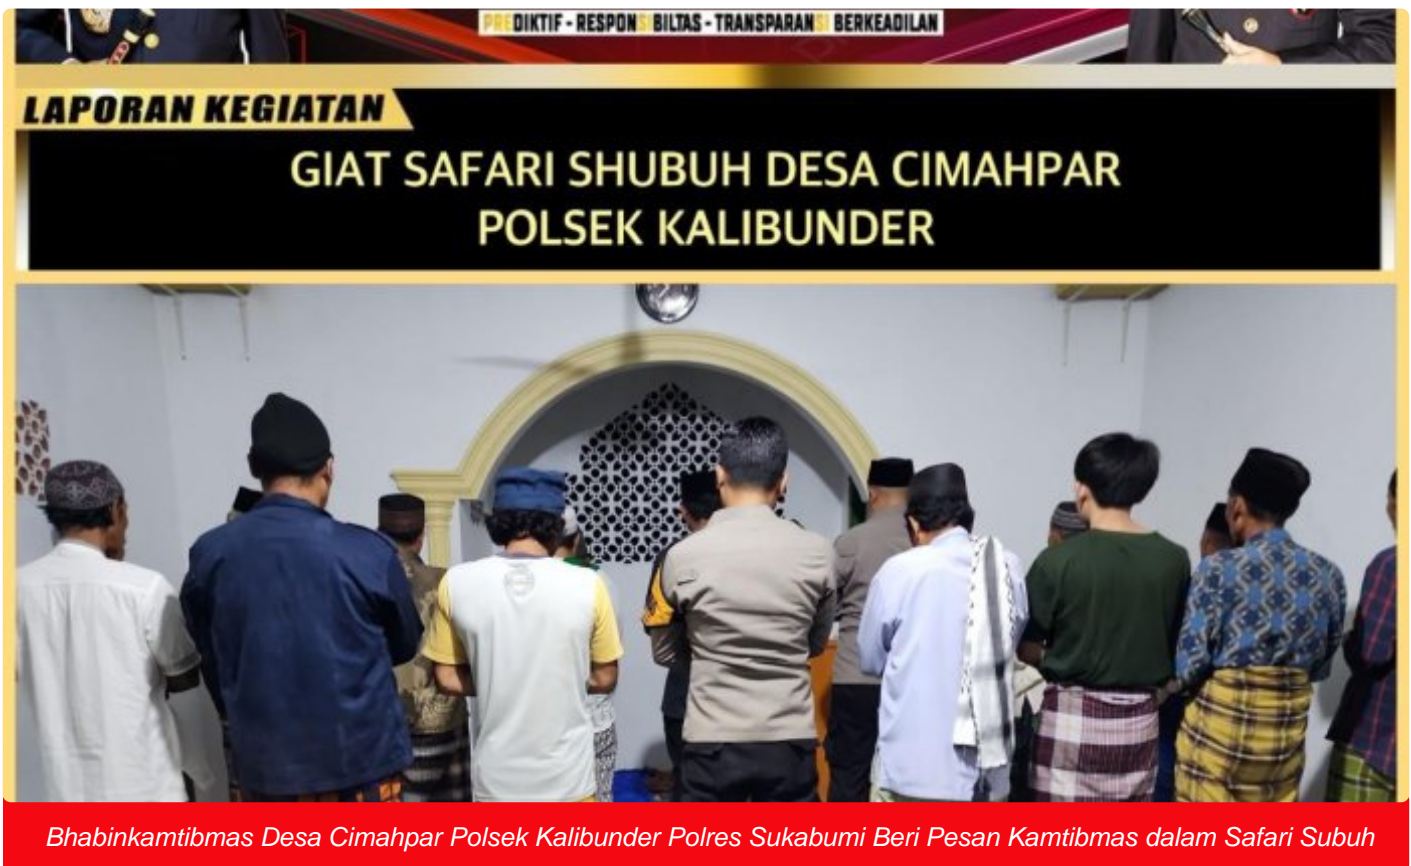 PREDIKTIF - RESPONSIBILTAS - TRANSPARANSI BERKEADILAN
LAPORAN KEGIATAN
GIAT SAFARI SHUBUH DESA CIMAHPAR
POLSEK KALIBUNDER
Bhabinkamtibmas Desa Cimahpar Polsek Kalibunder Polres Sukabumi Beri Pesan Kamtibmas dalam Safari Subuh